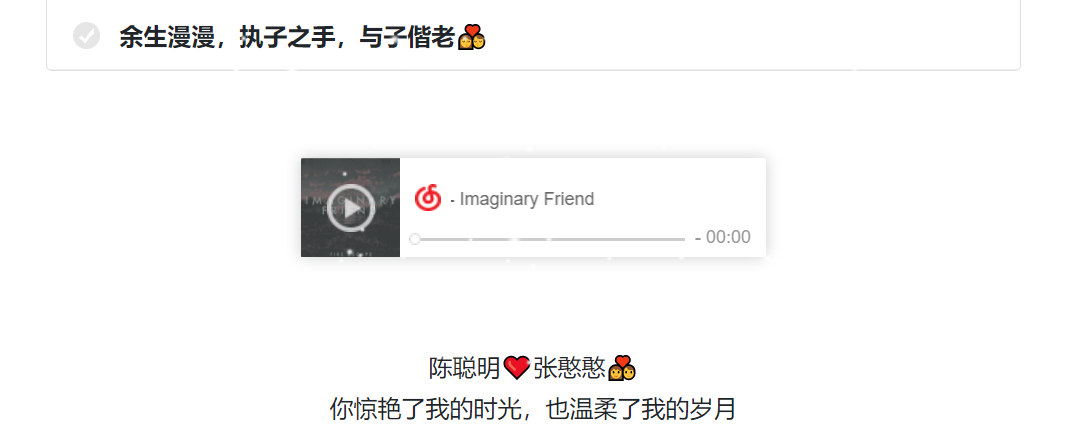 余生漫漫，执子之手，与子偕老💑
IMAGINARY
FRIEND
- Imaginary Friend
- 00:00
陈聪明❤️张憨憨💑
你惊艳了我的时光，也温柔了我的岁月